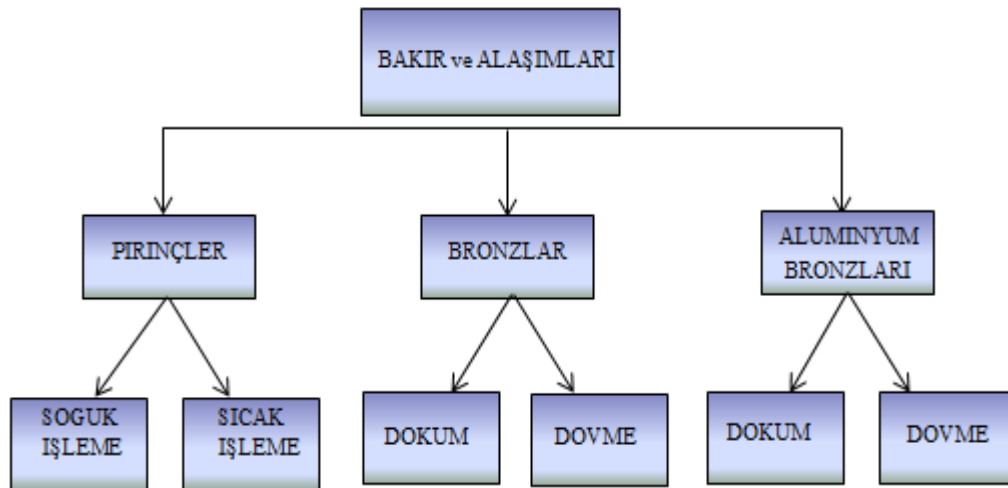 BAKIR ve ALAŞIMLARI
PIRINÇLER
BRONZLAR
ALUMINYUM
BRONZLARI
SOGUK
IŞLEME
SICAK
IŞLEME
DOKUM
DOVME
DOKUM
DOVME